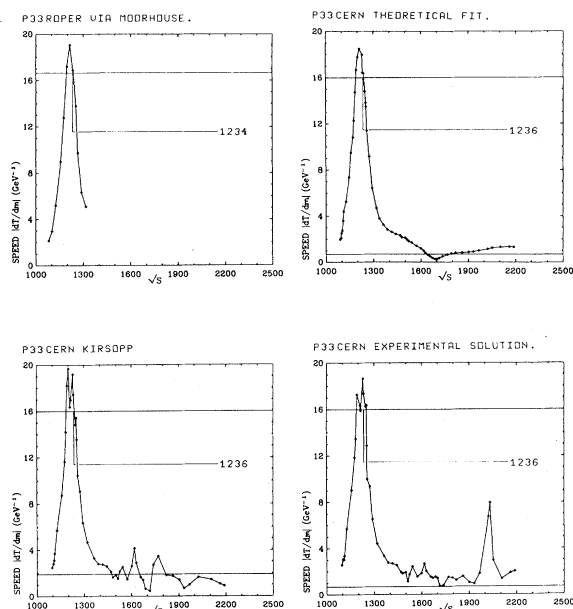 P33ROPER VIA MOORHOUSE.
20
16
12
8
4
0
SPEED |dT/dm| (GeV⁻¹)
1234
1000 1300 1600 1900 2200 2500
√S
P33CERN THEORETICAL FIT.
20
16
12
8
4
0
SPEED |dT/dm| (GeV⁻¹)
1236
1000 1300 1600 1900 2200 2500
√S
P33CERN KIRSOPP
20
16
12
8
4
0
SPEED |dT/dm| (GeV⁻¹)
1236
1000 1300 1600 1900 2200 2500
√S
P33CERN EXPERIMENTAL SOLUTION.
20
16
12
8
4
0
SPEED |dT/dm| (GeV⁻¹)
1236
1000 1300 1600 1900 2200 2500
√S